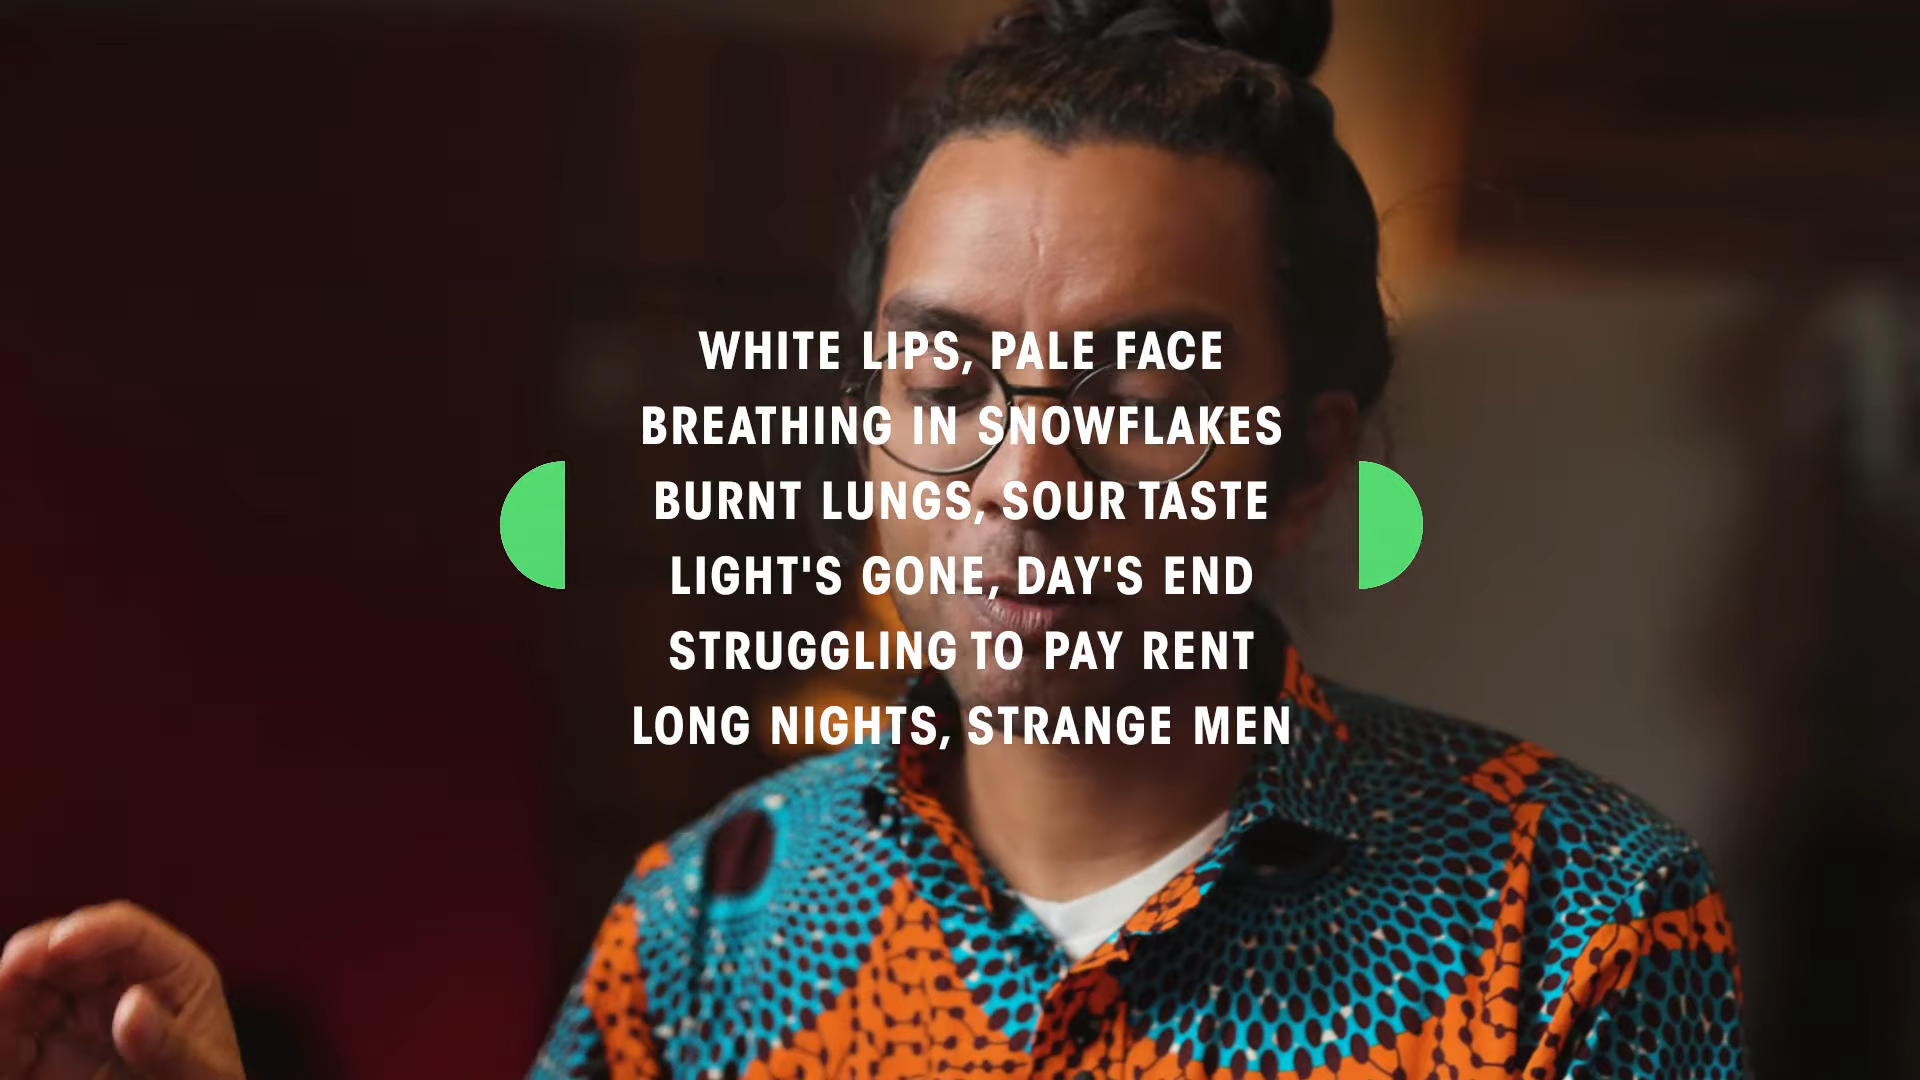 WHITE LIPS, PALE FACE
BREATHING IN SNOWFLAKES
BURNT LUNGS, SOUR TASTE
LIGHT'S GONE, DAY'S END
STRUGGLING TO PAY RENT
LONG NIGHTS, STRANGE MEN